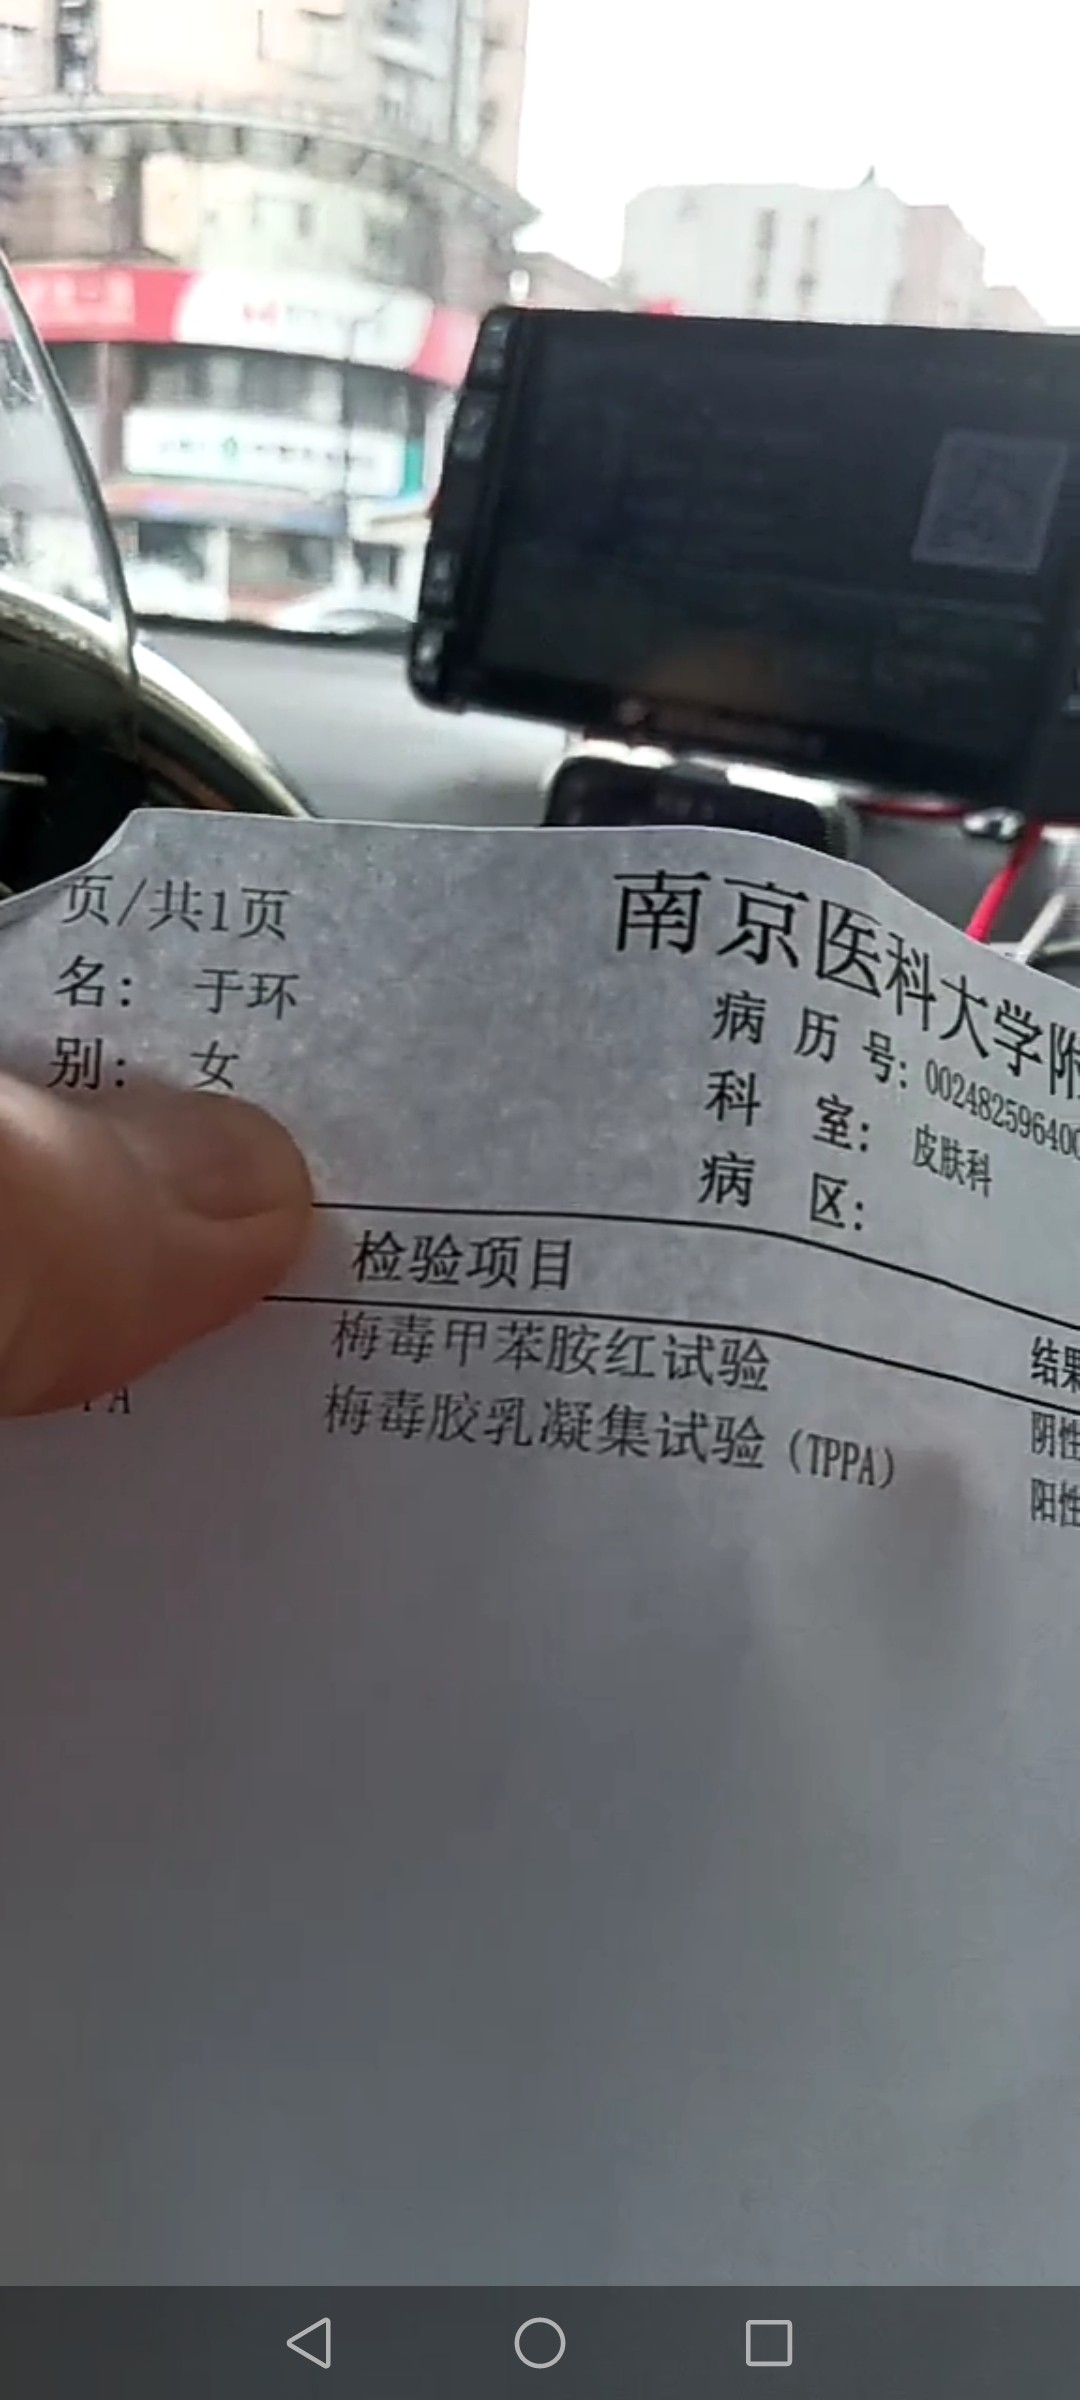 页/共1页
南京医科大学附
名: 于环
病 历 号: 00248259640
别: 女
科 室: 皮肤科
病 区:
检验项目
结果
梅毒甲苯胺红试验
阴性
PA
梅毒胶乳凝集试验 (TPPA)
阳性